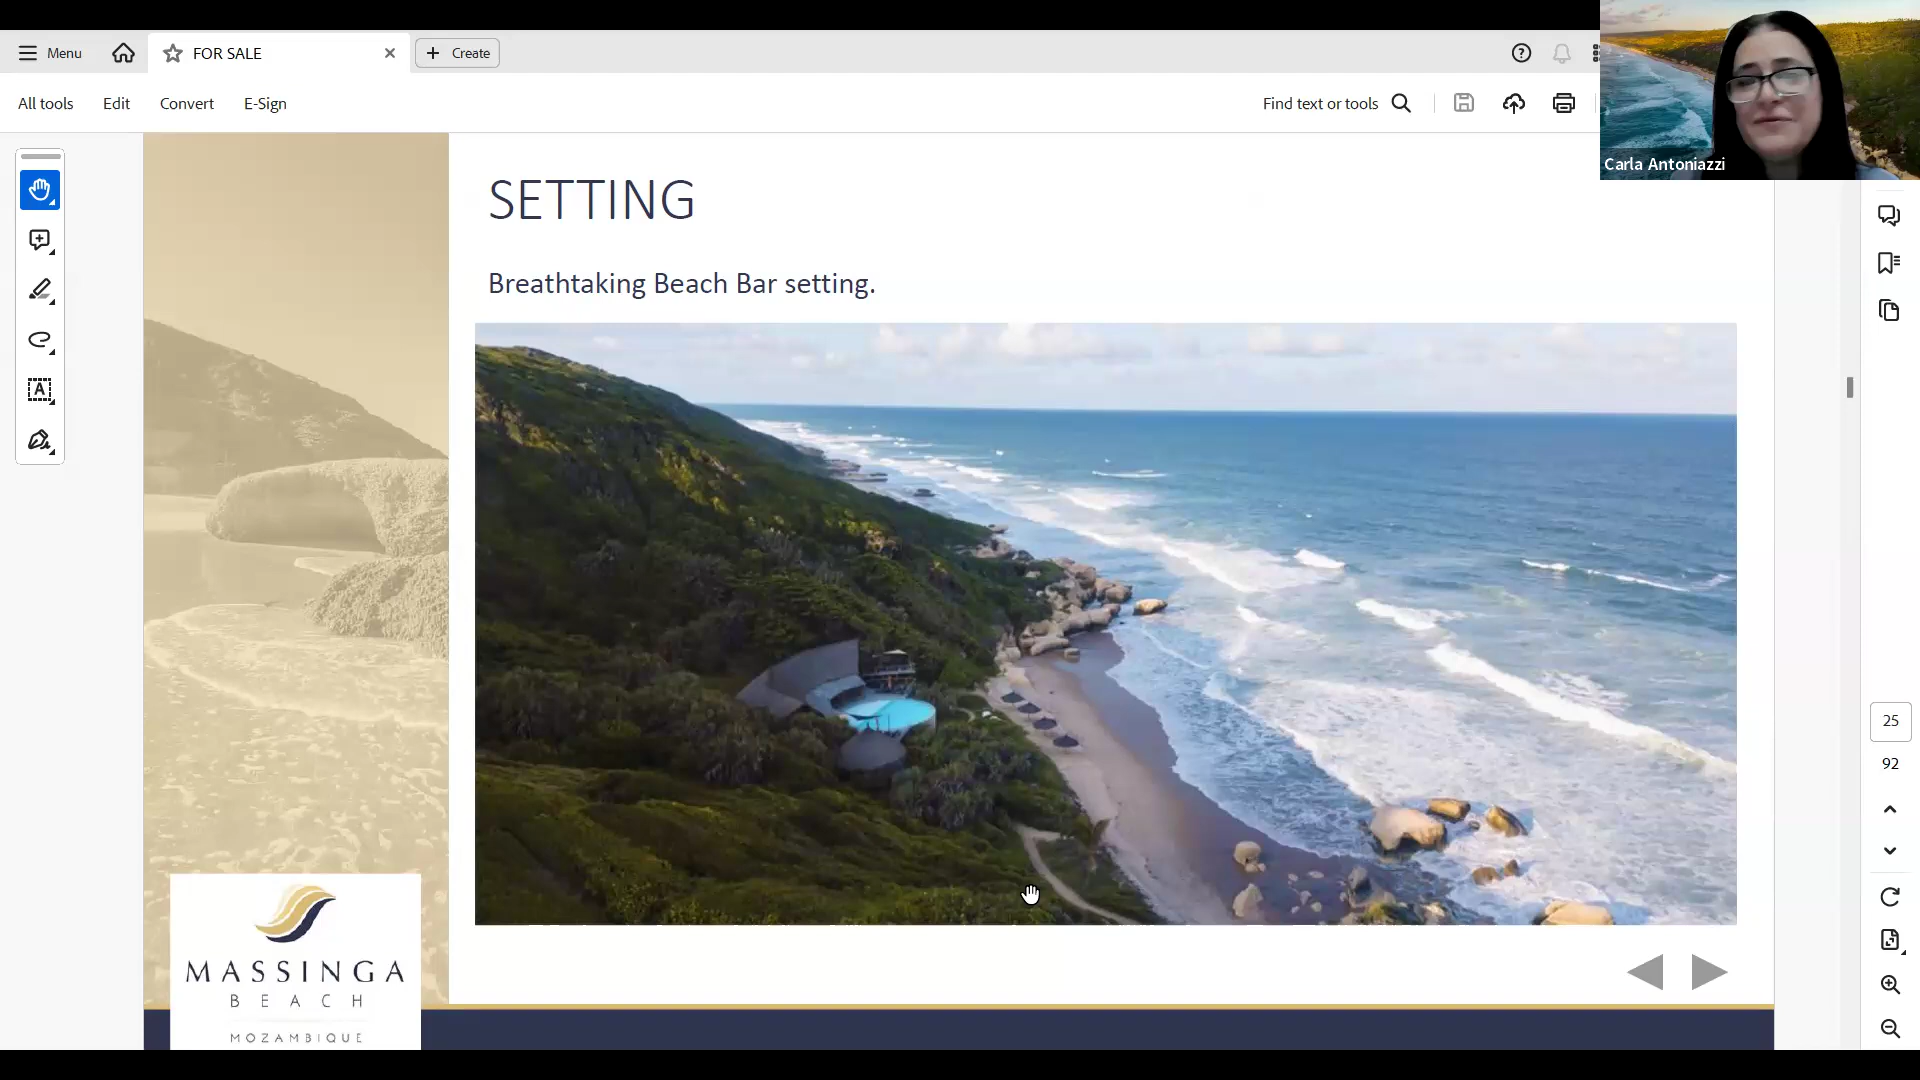 Menu
FOR SALE
Create
All tools
Edit
Convert
E-Sign
Find text or tools
Carla Antoniazzi
SETTING
Breathtaking Beach Bar setting.
25
92
MASSINGA
BEACH
MOZAMBIQUE